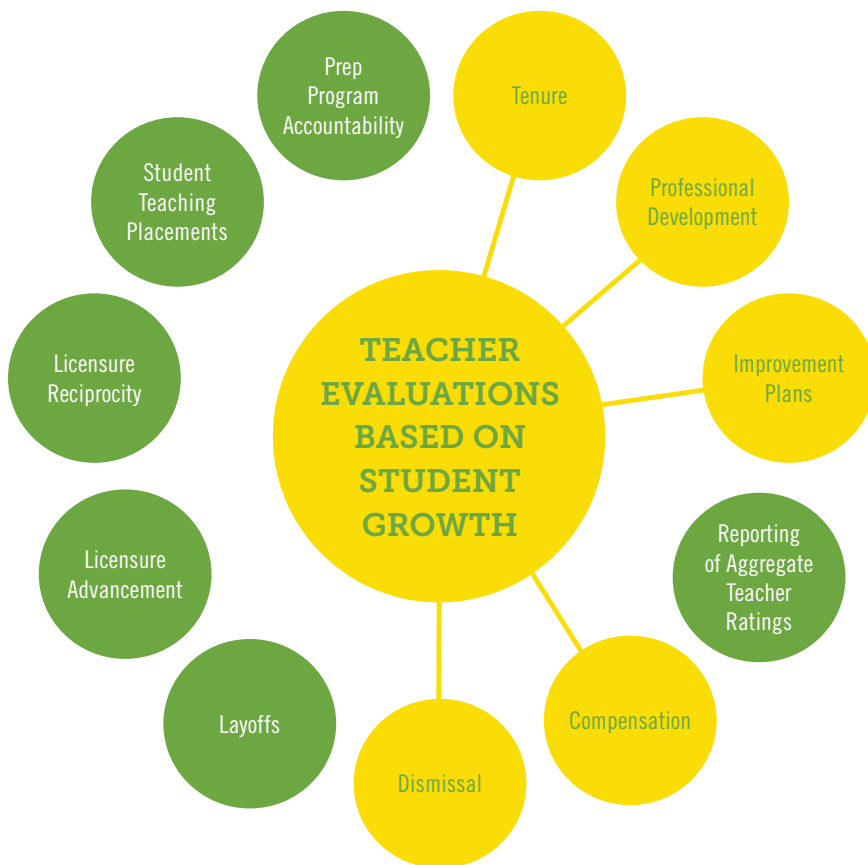 Prep
Program
Accountability
Tenure
Student
Teaching
Placements
Professional
Development
Licensure
Reciprocity
TEACHER
EVALUATIONS
BASED ON
STUDENT
GROWTH
Improvement
Plans
Licensure
Advancement
Reporting
of Aggregate
Teacher
Ratings
Layoffs
Compensation
Dismissal